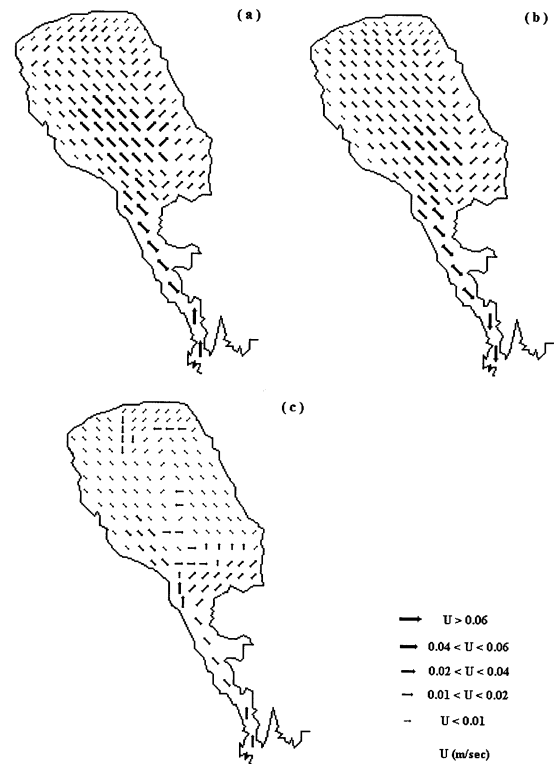 ( a )
( b )
( c )
U > 0.06
0.04 < U < 0.06
0.02 < U < 0.04
0.01 < U < 0.02
U < 0.01
U (m/sec)